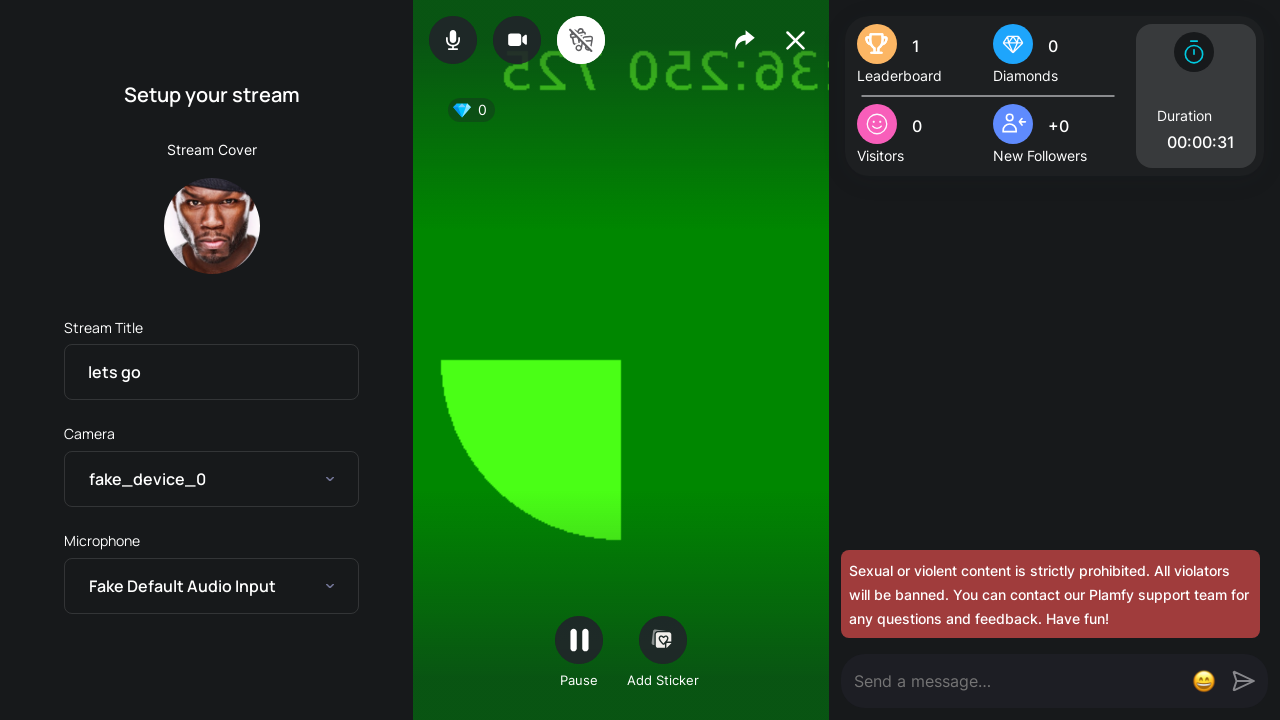 Setup your stream
Stream Cover
Stream Title
lets go
Camera
fake_device_0
Microphone
Fake Default Audio Input
36:250 725
0
Pause
Add Sticker
1
Leaderboard
0
Diamonds
0
Visitors
+0
New Followers
Duration
00:00:31
Sexual or violent content is strictly prohibited. All violators
will be banned. You can contact our Plamfy support team for
any questions and feedback. Have fun!
Send a message...